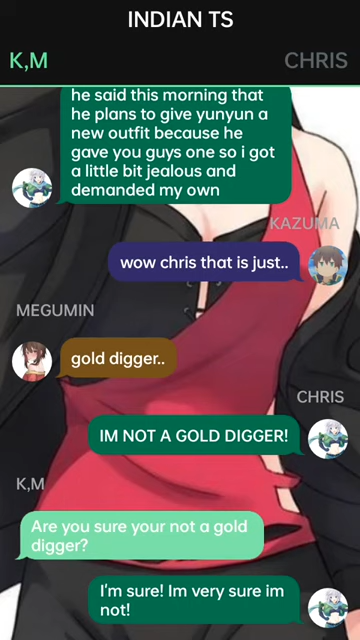 INDIAN TS
K,M
CHRIS
he said this morning that
he plans to give yunyun a
new outfit because he
gave you guys one so i got
a little bit jealous and
demanded my own
KAZUMA
wow chris that is just..
MEGUMIN
gold digger..
CHRIS
IM NOT A GOLD DIGGER!
K,M
Are you sure your not a gold
digger?
I'm sure! Im very sure im
not!